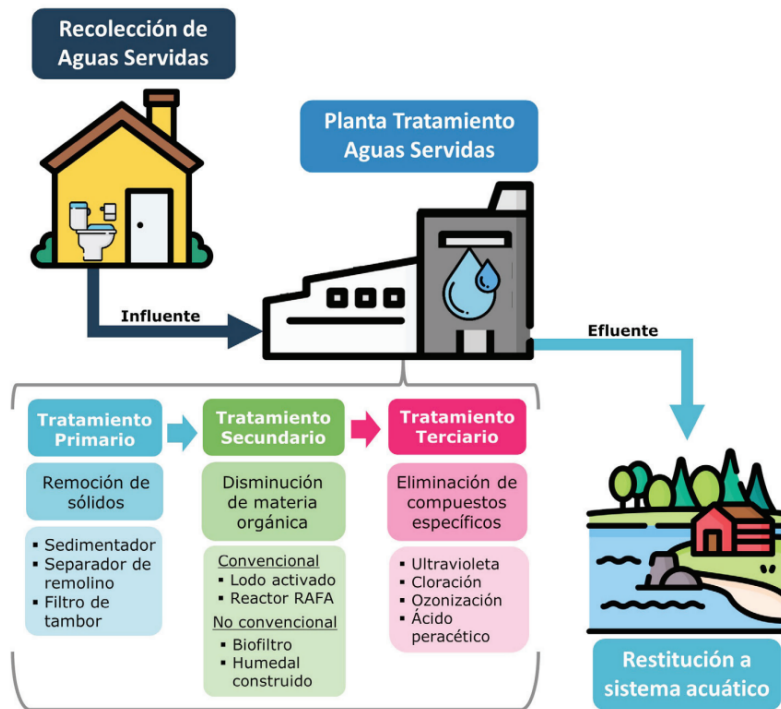 Recolección de
Aguas Servidas
Planta Tratamiento
Aguas Servidas
Influente
Efluente
Tratamiento
Primario
Remoción de
sólidos
▪ Sedimentador
▪ Separador de
remolino
▪ Filtro de
tambor
Tratamiento
Secundario
Disminución
de materia
orgánica
Convencional
▪ Lodo activado
▪ Reactor RAFA
No convencional
▪ Biofiltro
▪ Humedal
construido
Tratamiento
Terciario
Eliminación de
compuestos
específicos
▪ Ultravioleta
▪ Cloración
▪ Ozonización
▪ Ácido
peracético
Restitución a
sistema acuático